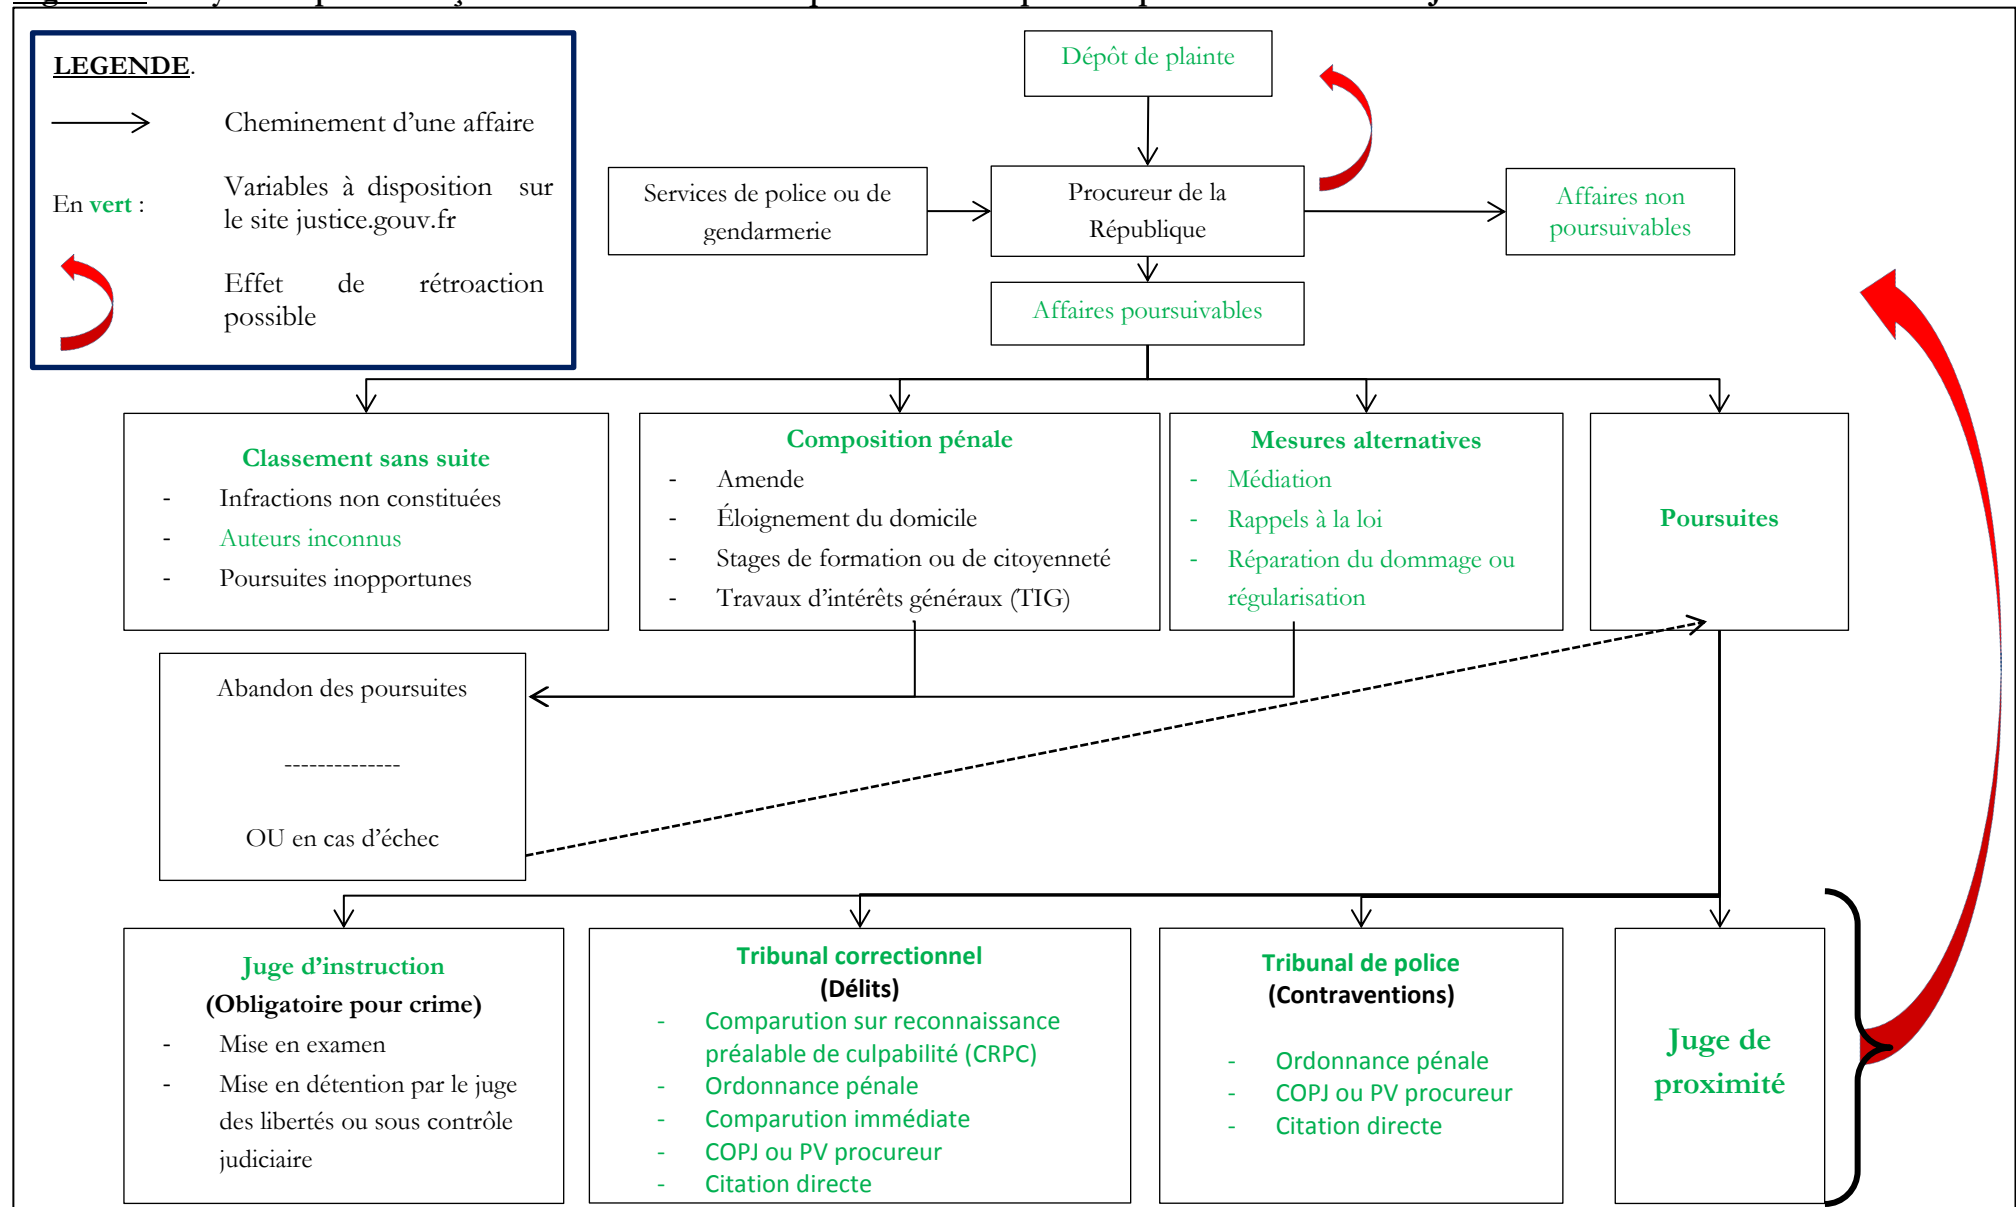 LEGENDE.
Cheminement d’une affaire
En vert :
Variables à disposition sur
le site justice.gouv.fr
Effet de rétroaction
possible
Dépôt de plainte
Services de police ou de
gendarmerie
Procureur de la
République
Affaires non
poursuivables
Affaires poursuivables
Classement sans suite
- Infractions non constituées
- Auteurs inconnus
- Poursuites inopportunes
Composition pénale
- Amende
- Éloignement du domicile
- Stages de formation ou de citoyenneté
- Travaux d’intérêts généraux (TIG)
Mesures alternatives
- Médiation
- Rappels à la loi
- Réparation du dommage ou
régularisation
Poursuites
Abandon des poursuites
--------------
OU en cas d’échec
Juge d’instruction
(Obligatoire pour crime)
- Mise en examen
- Mise en détention par le juge
des libertés ou sous contrôle
judiciaire
Tribunal correctionnel
(Délits)
- Comparution sur reconnaissance
préalable de culpabilité (CRPC)
- Ordonnance pénale
- Comparution immédiate
- COPJ ou PV procureur
- Citation directe
Tribunal de police
(Contraventions)
- Ordonnance pénale
- COPJ ou PV procureur
- Citation directe
Juge de
proximité